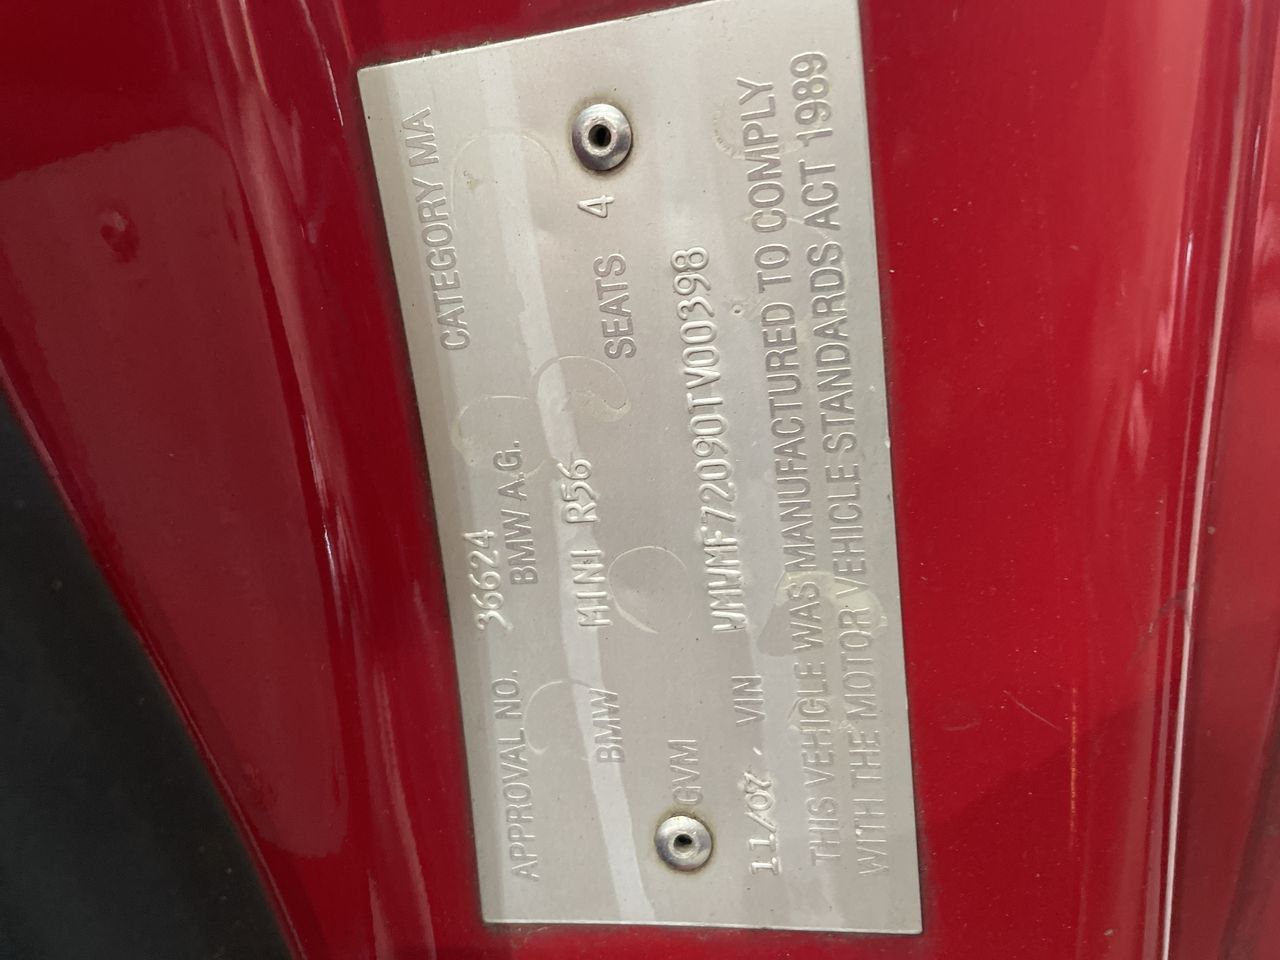 APPROVAL NO. 36624 CATEGORY MA
BMW A.G.
BMW MINI R56
GVM SEATS 4
11/07 VIN WMWMF72090TV00398
THIS VEHICLE WAS MANUFACTURED TO COMPLY
WITH THE MOTOR VEHICLE STANDARDS ACT 1989